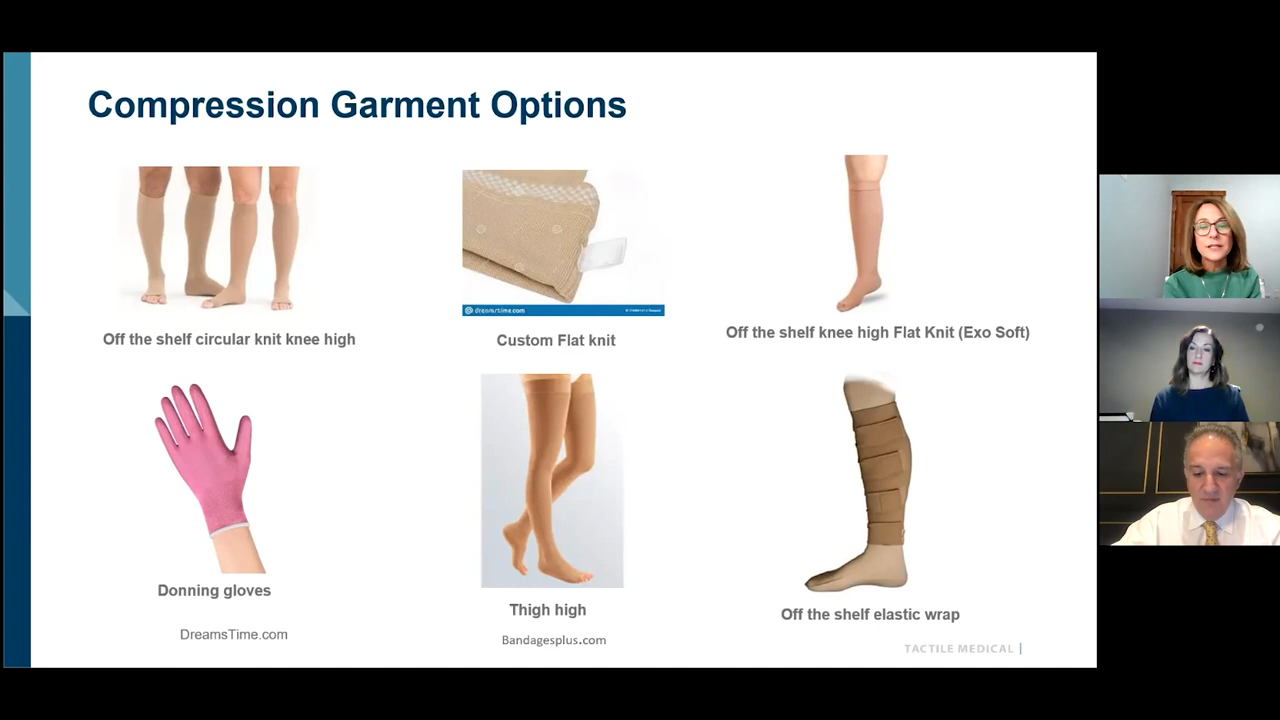 Compression Garment Options
dreamstime.com
Off the shelf circular knit knee high
Custom Flat knit
Off the shelf knee high Flat Knit (Exo Soft)
Donning gloves
Thigh high
Off the shelf elastic wrap
DreamsTime.com
Bandagesplus.com
TACTILE MEDICAL